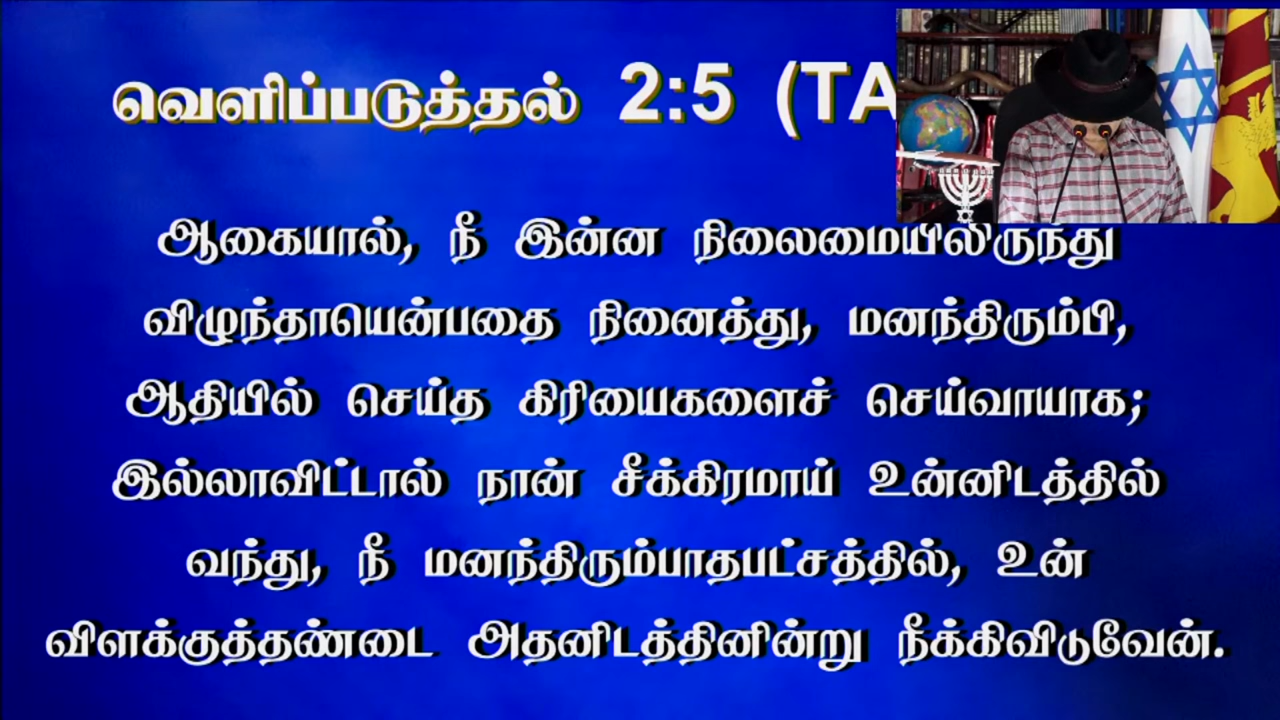 வெளிப்படுத்தல் 2:5 (TA
ஆகையால், நீ இன்ன நிலைமையிலிருந்து
விழுந்தாயென்பதை நினைத்து, மனந்திரும்பி,
ஆதியில் செய்த கிரியைகளைச் செய்வாயாக;
இல்லாவிட்டால் நான் சீக்கிரமாய் உன்னிடத்தில்
வந்து, நீ மனந்திரும்பாதபட்சத்தில், உன்
விளக்குத்தண்டை அதனிடத்தினின்று நீக்கிவிடுவேன்.